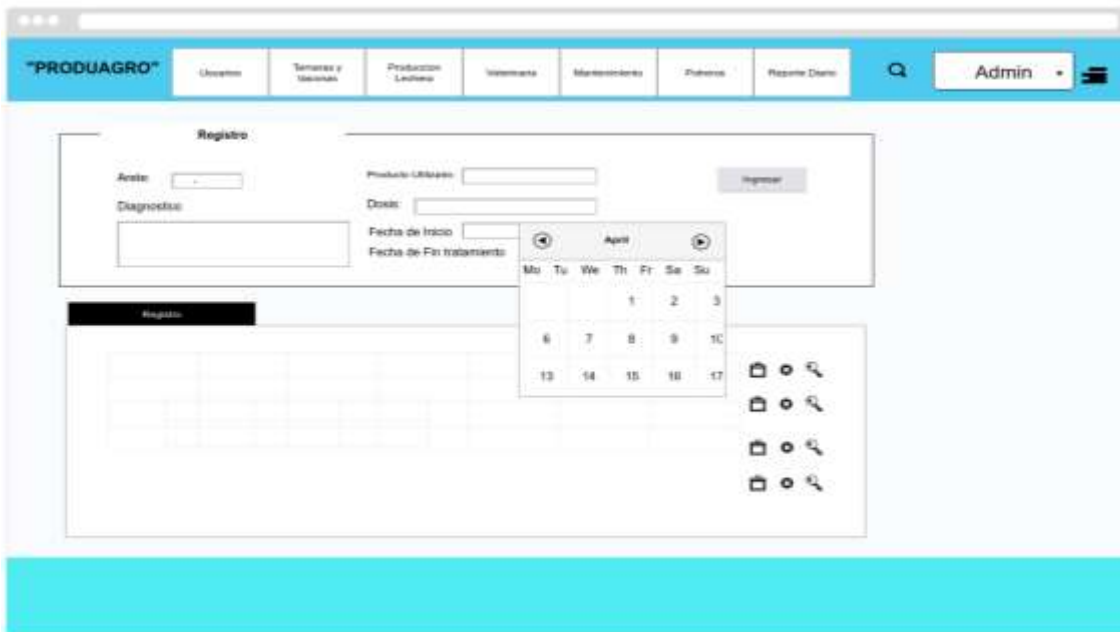 "PRODUAGRO"
Usuarios
Terneras y
Vaconas
Produccion
Lechera
Veterinaria
Mantenimiento
Potreros
Reporte Diario
Admin
Registro
Arete:
Producto Utilizado
Ingresar
Diagnostico
Dosis:
Fecha de Inicio
Fecha de Fin tratamiento
April
Mo Tu We Th Fr Sa Su
1 2 3
6 7 8 9 10
13 14 15 16 17
Registro